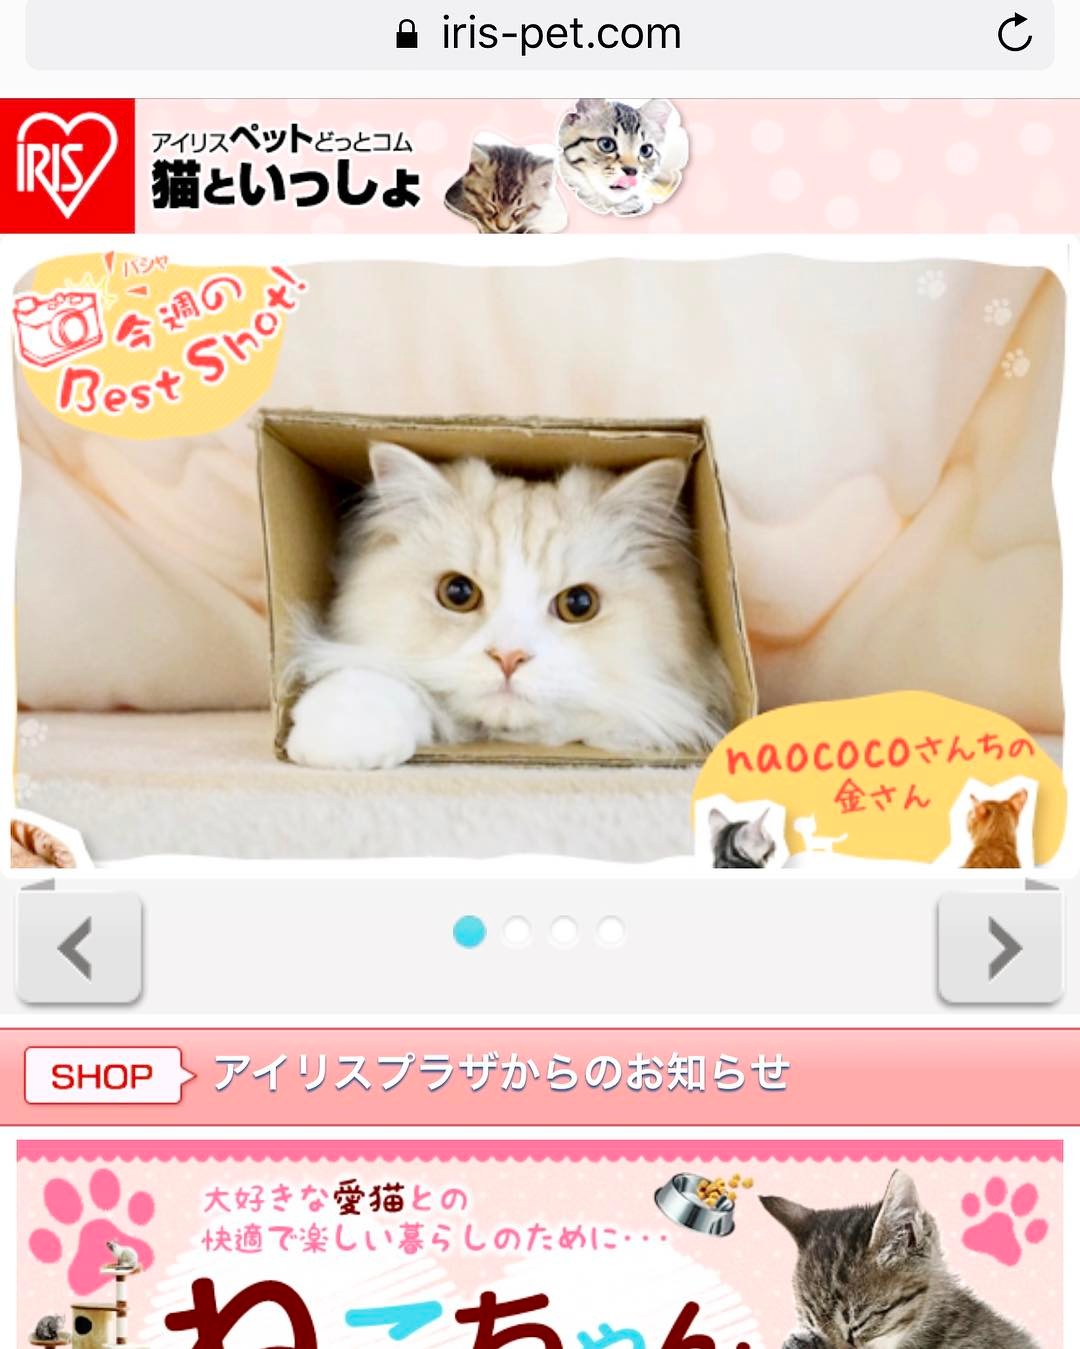 iris-pet.com
IRIS
アイリスペットどっとコム
猫といっしょ
パシャ
今週の
Best Shot!
naococoさんちの
金さん
SHOP アイリスプラザからのお知らせ
大好きな愛猫との
快適で楽しい暮らしのために・・・
ねこちゃん